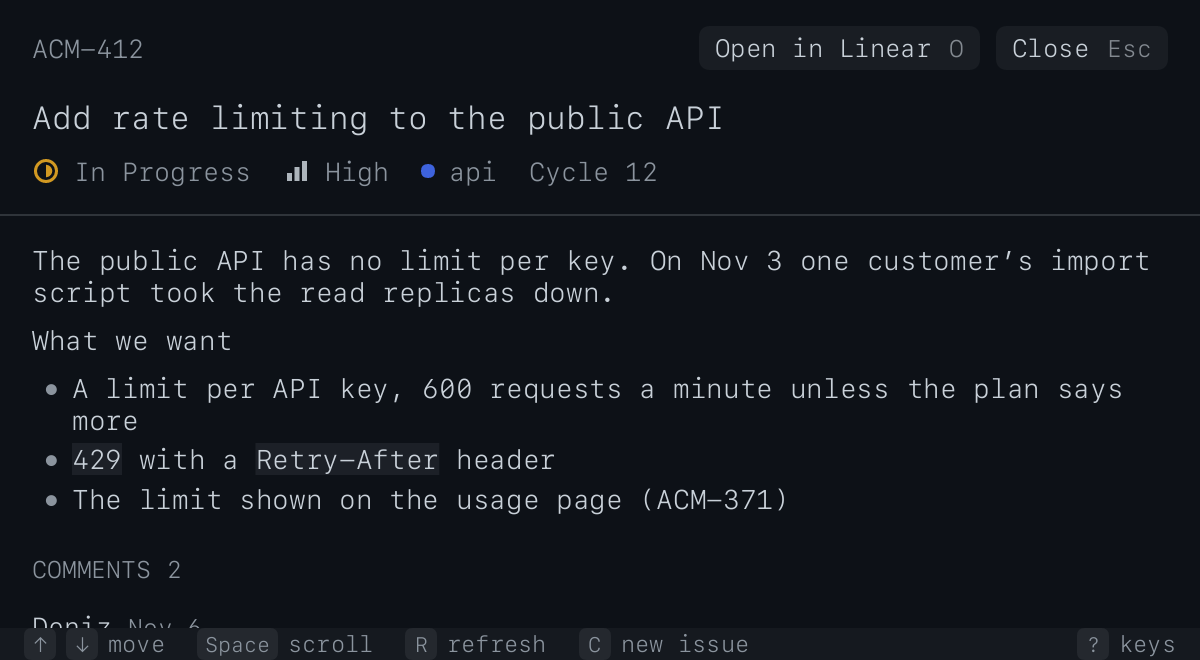 ACM–412
Open in Linear O
Close Esc
Add rate limiting to the public API
In Progress High api Cycle 12
The public API has no limit per key. On Nov 3 one customer’s import
script took the read replicas down.
What we want
A limit per API key, 600 requests a minute unless the plan says
more
429 with a Retry–After header
The limit shown on the usage page (ACM–371)
COMMENTS 2
Deniz Nov 6
↑ ↓ move Space scroll R refresh C new issue ? keys